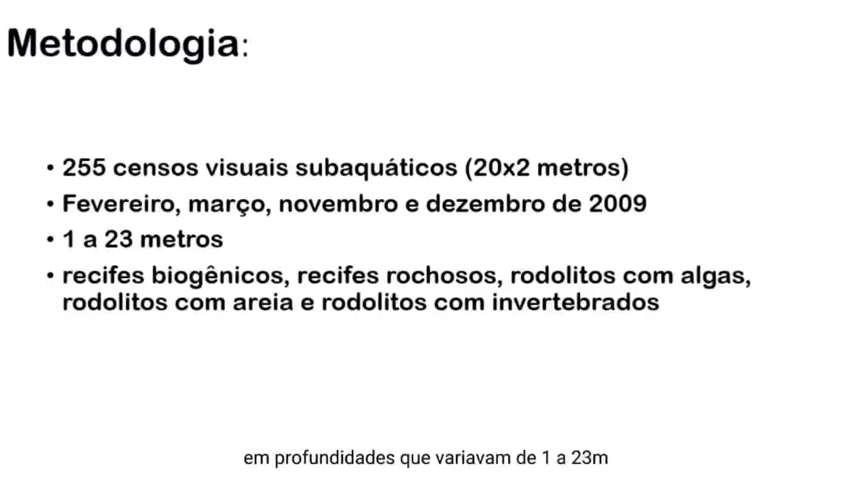 Metodologia:
• 255 censos visuais subaquáticos (20x2 metros)
• Fevereiro, março, novembro e dezembro de 2009
• 1 a 23 metros
• recifes biogênicos, recifes rochosos, rodolitos com algas,
rodolitos com areia e rodolitos com invertebrados
em profundidades que variavam de 1 a 23m